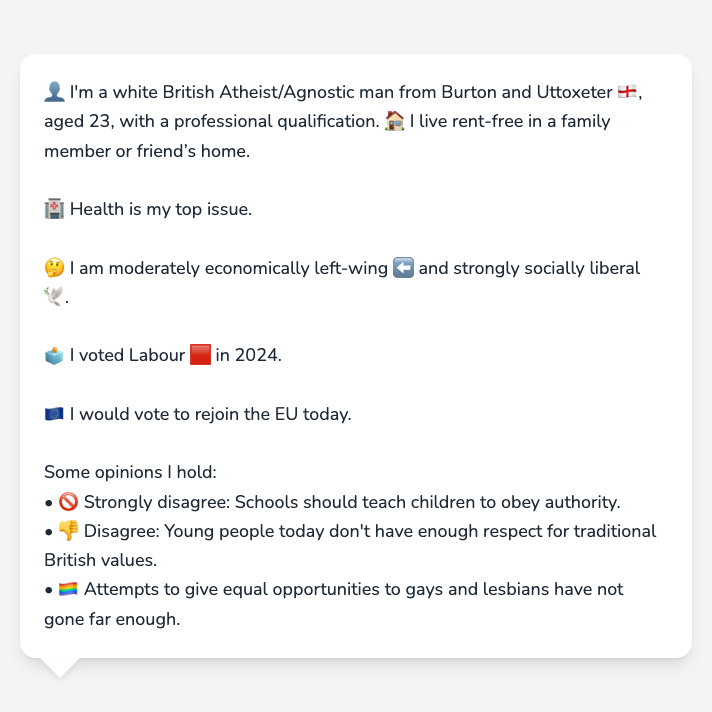 👤 I'm a white British Atheist/Agnostic man from Burton and Uttoxeter 🏴󠁧󠁢󠁥󠁮󠁧󠁿,
aged 23, with a professional qualification. 🏠 I live rent-free in a family
member or friend’s home.
🏥 Health is my top issue.
🤔 I am moderately economically left-wing ⬅️ and strongly socially liberal
🕊️.
🗳️ I voted Labour 🟥 in 2024.
🇪🇺 I would vote to rejoin the EU today.
Some opinions I hold:
• 🚫 Strongly disagree: Schools should teach children to obey authority.
• 👎 Disagree: Young people today don't have enough respect for traditional
British values.
• 🏳️‍🌈 Attempts to give equal opportunities to gays and lesbians have not
gone far enough.